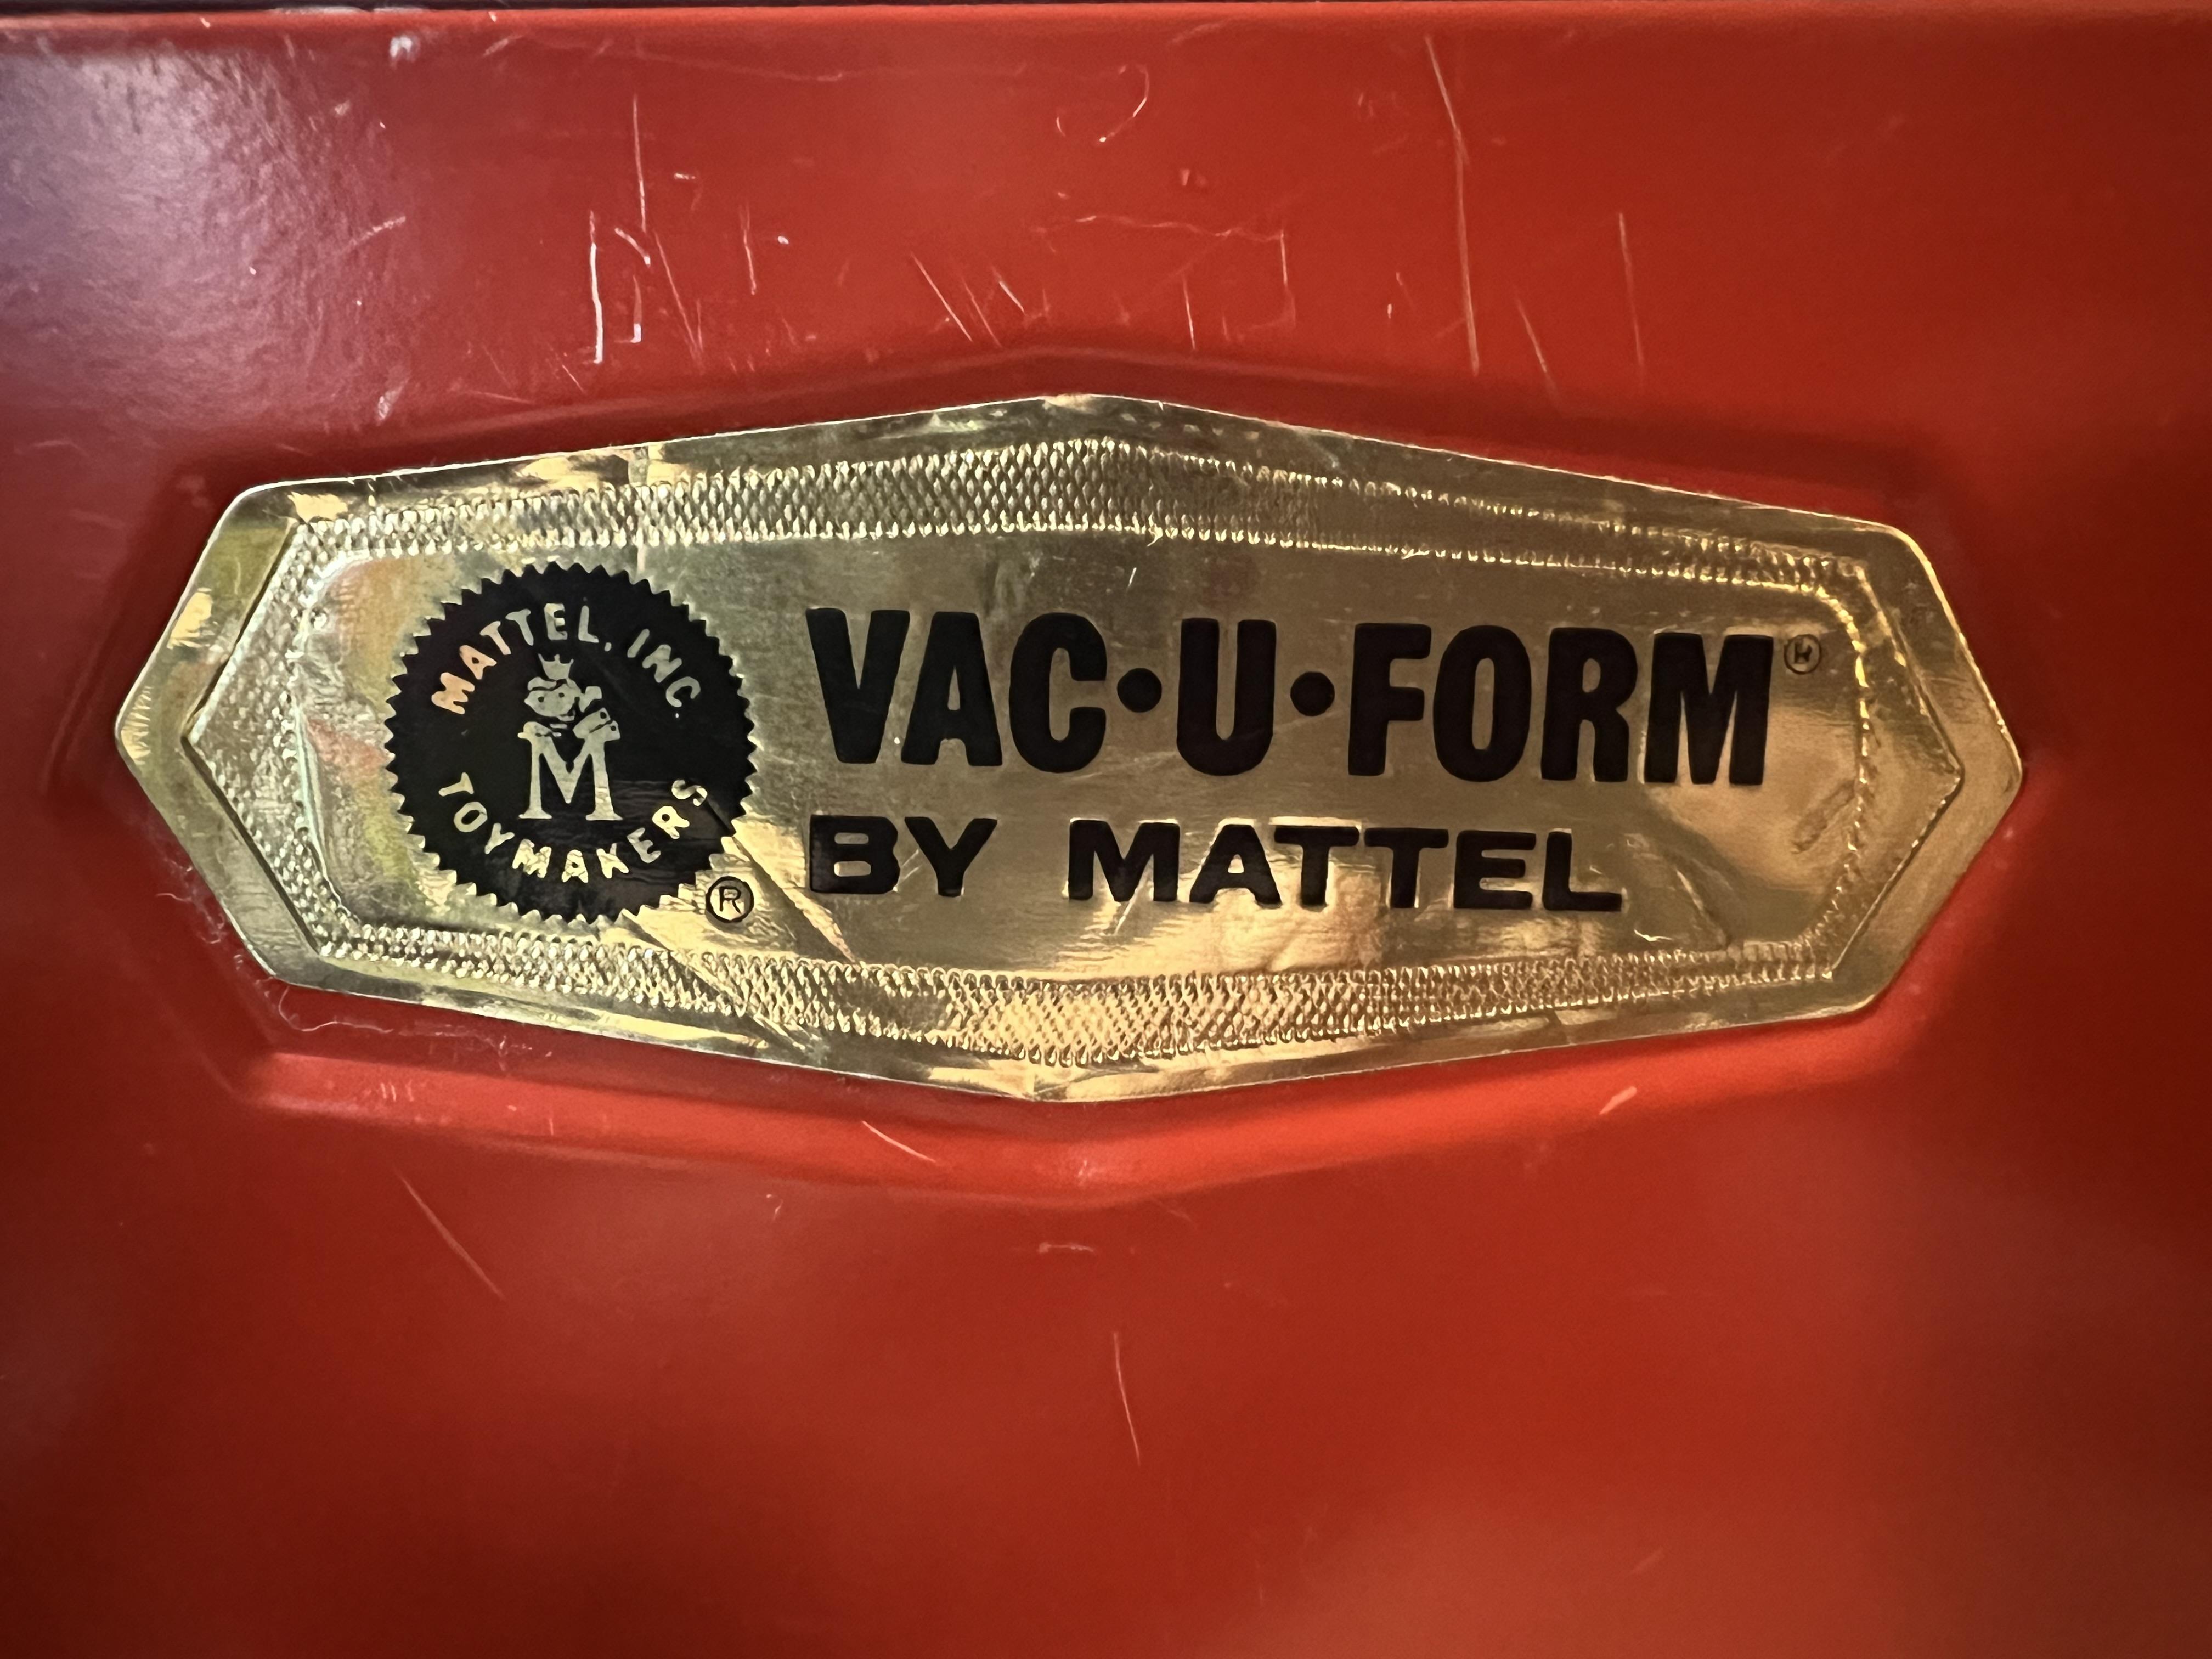 MATTEL, INC.
M
TOYMAKERS
®
VAC•U•FORM®
BY MATTEL